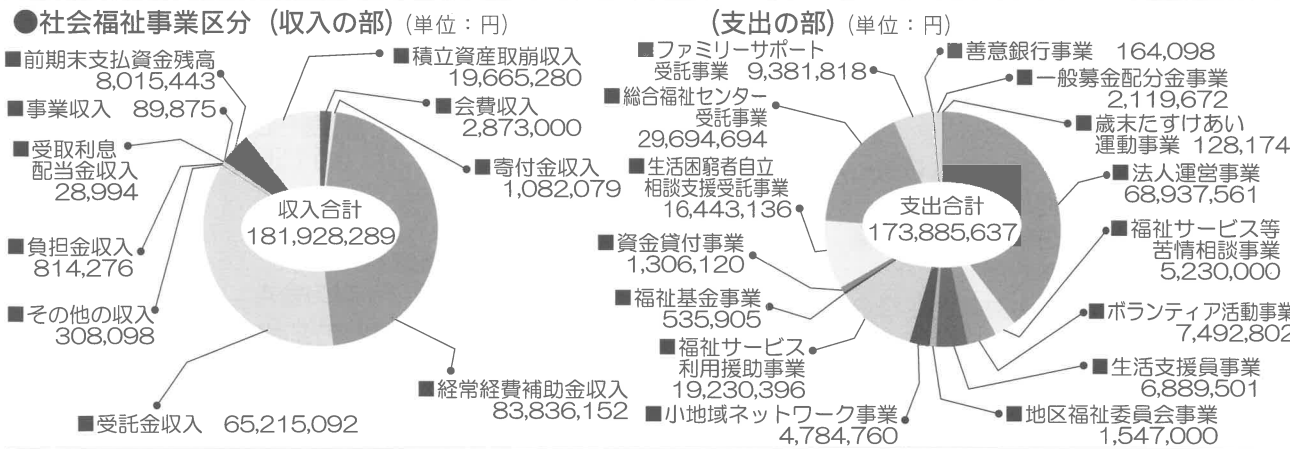 ●社会福祉事業区分（収入の部）(単位：円)
■前期末支払資金残高
8,015,443
■事業収入 89,875
■受取利息
配当金収入
28,994
■負担金収入
814,276
■その他の収入
308,098
■受託金収入 65,215,092
■積立資産取崩収入
19,665,280
■会費収入
2,873,000
■寄付金収入
1,082,079
■経常経費補助金収入
83,836,152
収入合計
181,928,289
（支出の部）(単位：円)
■ファミリーサポート
受託事業 9,381,818
■総合福祉センター
受託事業
29,694,694
■生活困窮者自立
相談支援受託事業
16,443,136
■資金貸付事業
1,306,120
■福祉基金事業
535,905
■福祉サービス
利用援助事業
19,230,396
■小地域ネットワーク事業
4,784,760
■善意銀行事業 164,098
■一般募金配分金事業
2,119,672
■歳末たすけあい
運動事業 128,174
■法人運営事業
68,937,561
■福祉サービス等
苦情相談事業
5,230,000
■ボランティア活動事業
7,492,802
■生活支援員事業
6,889,501
■地区福祉委員会事業
1,547,000
支出合計
173,885,637